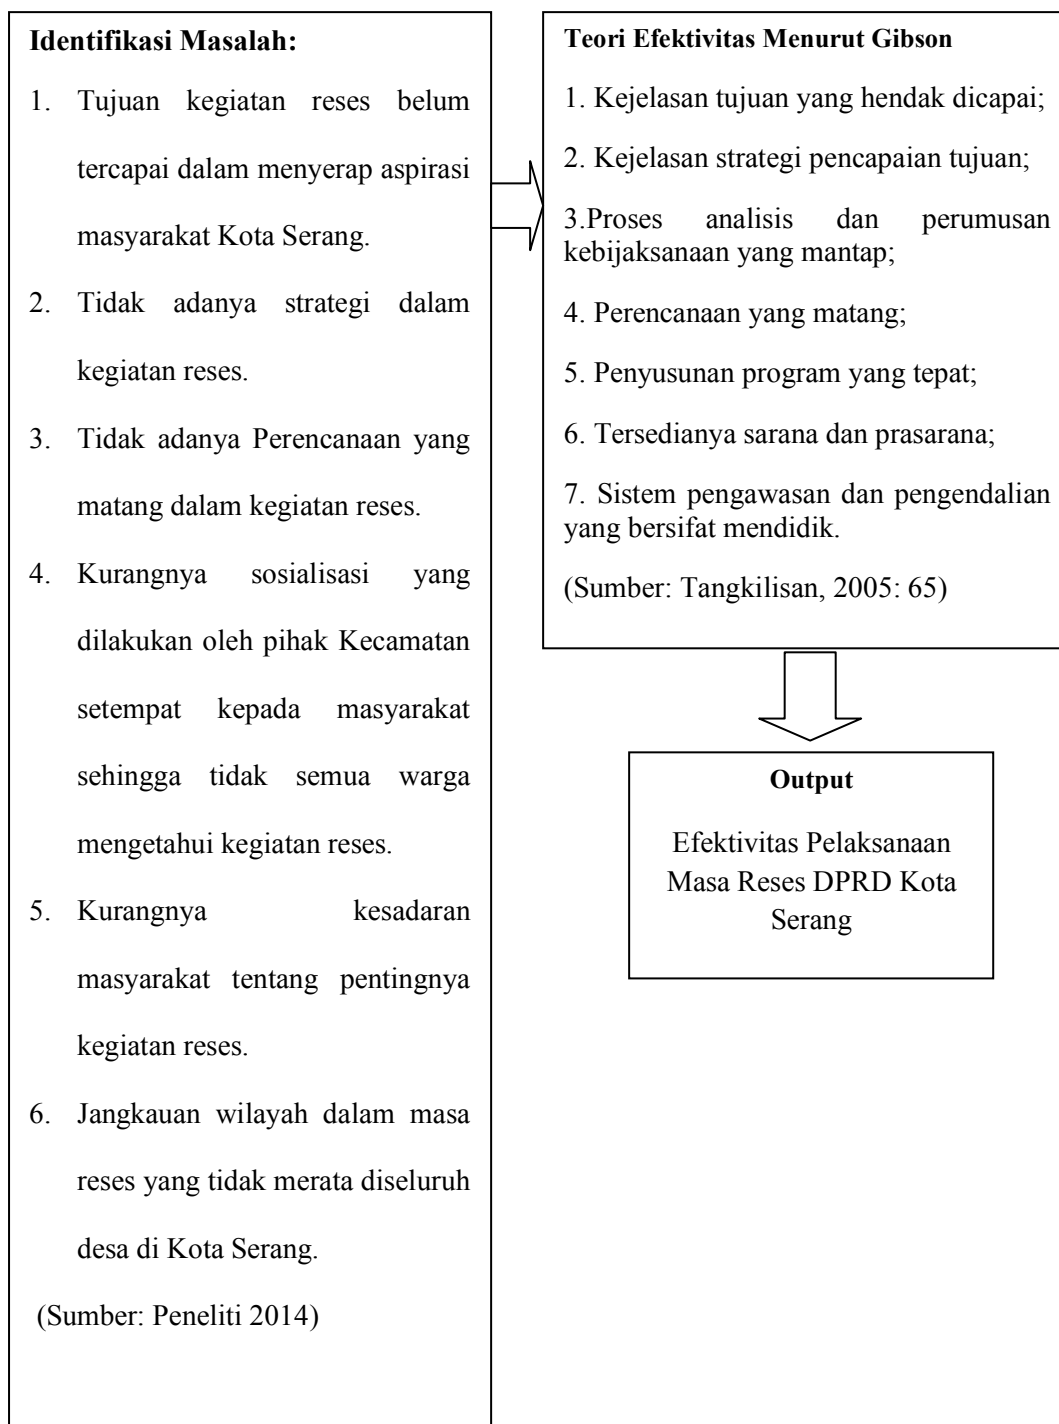 Identifikasi Masalah:
1. Tujuan kegiatan reses belum
tercapai dalam menyerap aspirasi
masyarakat Kota Serang.
2. Tidak adanya strategi dalam
kegiatan reses.
3. Tidak adanya Perencanaan yang
matang dalam kegiatan reses.
4. Kurangnya sosialisasi yang
dilakukan oleh pihak Kecamatan
setempat kepada masyarakat
sehingga tidak semua warga
mengetahui kegiatan reses.
5. Kurangnya kesadaran
masyarakat tentang pentingnya
kegiatan reses.
6. Jangkauan wilayah dalam masa
reses yang tidak merata diseluruh
desa di Kota Serang.
(Sumber: Peneliti 2014)
Teori Efektivitas Menurut Gibson
1. Kejelasan tujuan yang hendak dicapai;
2. Kejelasan strategi pencapaian tujuan;
3.Proses analisis dan perumusan
kebijaksanaan yang mantap;
4. Perencanaan yang matang;
5. Penyusunan program yang tepat;
6. Tersedianya sarana dan prasarana;
7. Sistem pengawasan dan pengendalian
yang bersifat mendidik.
(Sumber: Tangkilisan, 2005: 65)
Output
Efektivitas Pelaksanaan
Masa Reses DPRD Kota
Serang